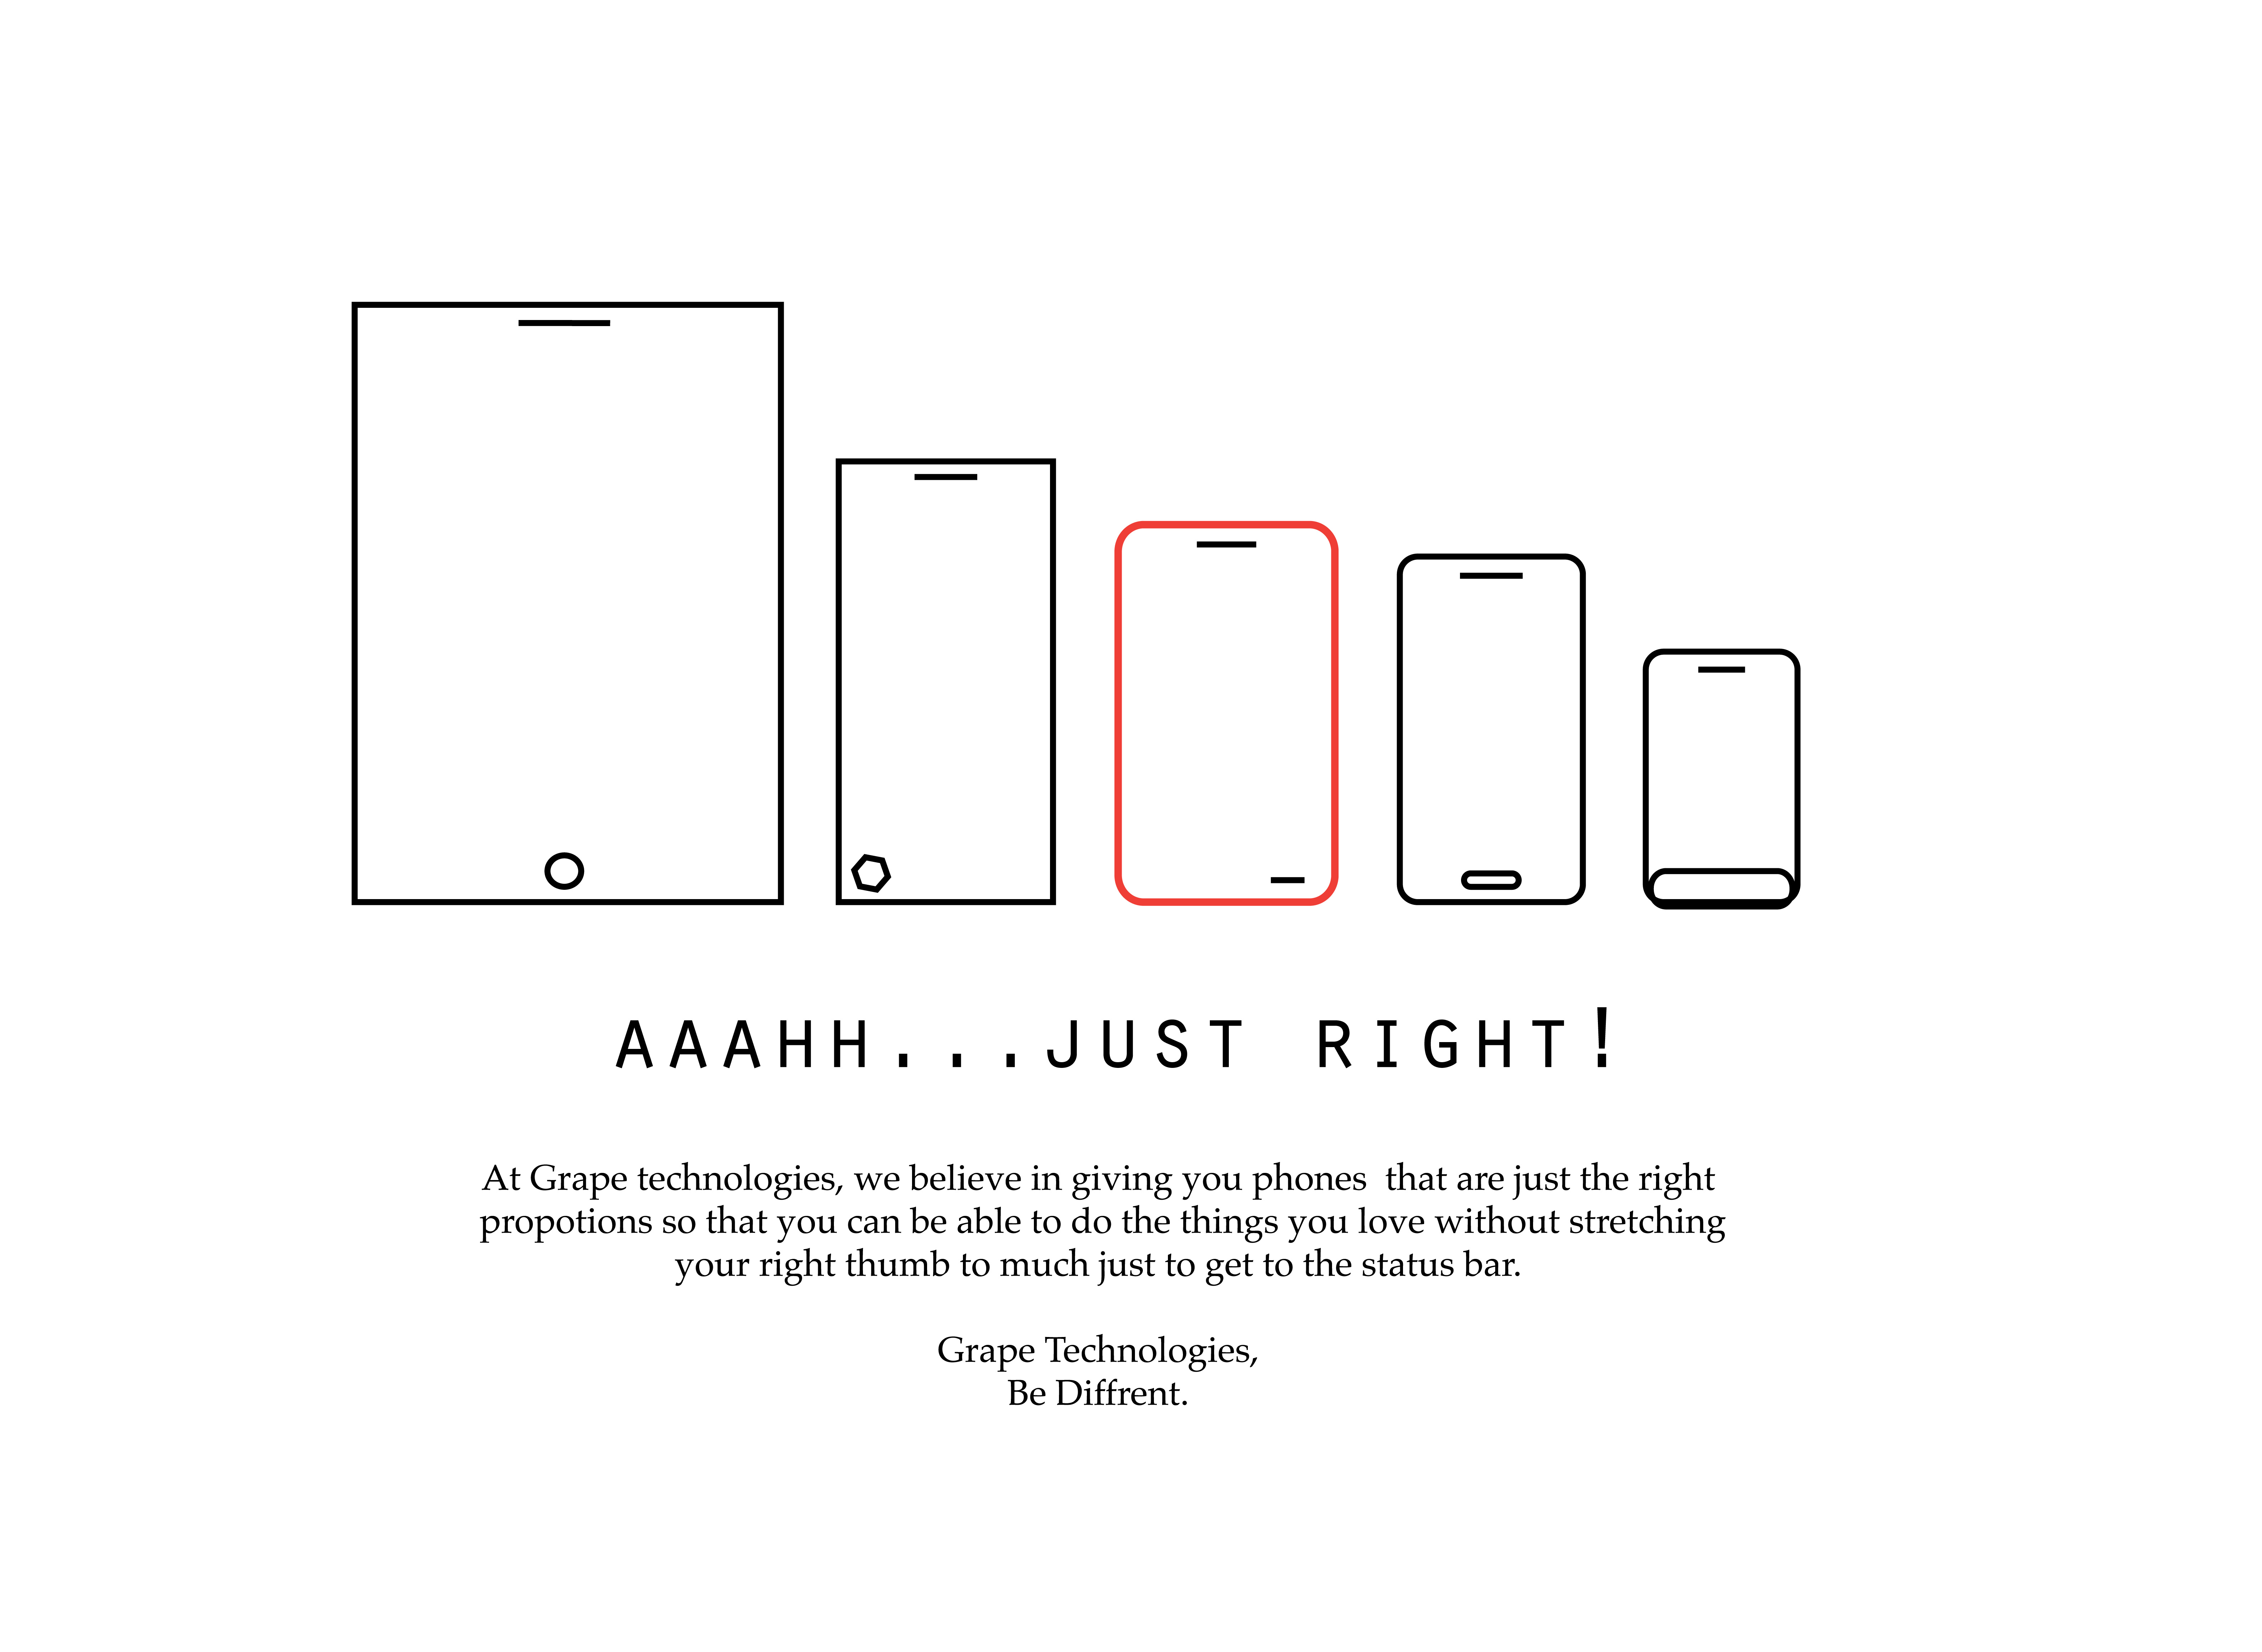 AAAHH...JUST RIGHT!
At Grape technologies, we believe in giving you phones  that are just the right
propotions so that you can be able to do the things you love without stretching
your right thumb to much just to get to the status bar.
Grape Technologies,
Be Diffrent.